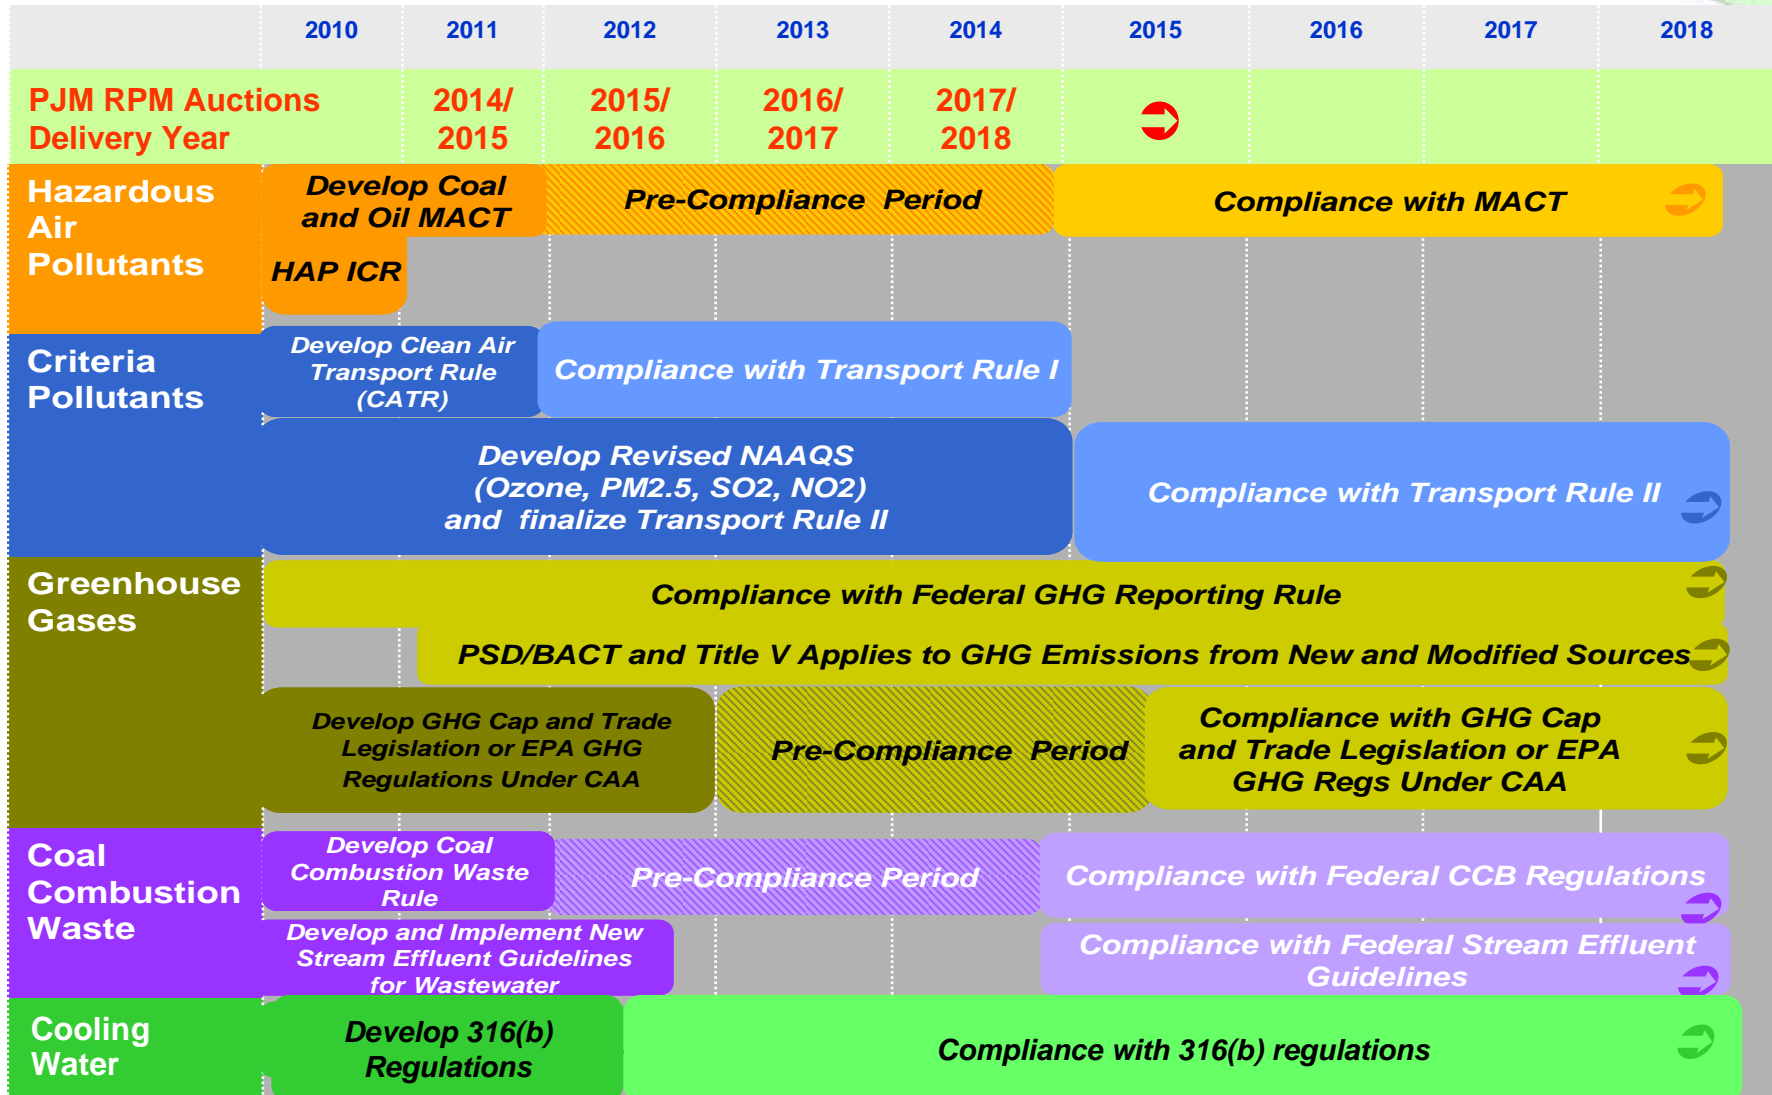 2010 2011 2012 2013 2014 2015 2016 2017 2018
PJM RPM Auctions
Delivery Year
2014/
2015
2015/
2016
2016/
2017
2017/
2018
Hazardous
Air
Pollutants
Develop Coal
and Oil MACT
Pre-Compliance Period
Compliance with MACT
HAP ICR
Criteria
Pollutants
Develop Clean Air
Transport Rule
(CATR)
Compliance with Transport Rule I
Develop Revised NAAQS
(Ozone, PM2.5, SO2, NO2)
and finalize Transport Rule II
Compliance with Transport Rule II
Greenhouse
Gases
Compliance with Federal GHG Reporting Rule
PSD/BACT and Title V Applies to GHG Emissions from New and Modified Sources
Develop GHG Cap and Trade
Legislation or EPA GHG
Regulations Under CAA
Pre-Compliance Period
Compliance with GHG Cap
and Trade Legislation or EPA
GHG Regs Under CAA
Coal
Combustion
Waste
Develop Coal
Combustion Waste
Rule
Pre-Compliance Period
Compliance with Federal CCB Regulations
Develop and Implement New
Stream Effluent Guidelines
for Wastewater
Compliance with Federal Stream Effluent
Guidelines
Cooling
Water
Develop 316(b)
Regulations
Compliance with 316(b) regulations